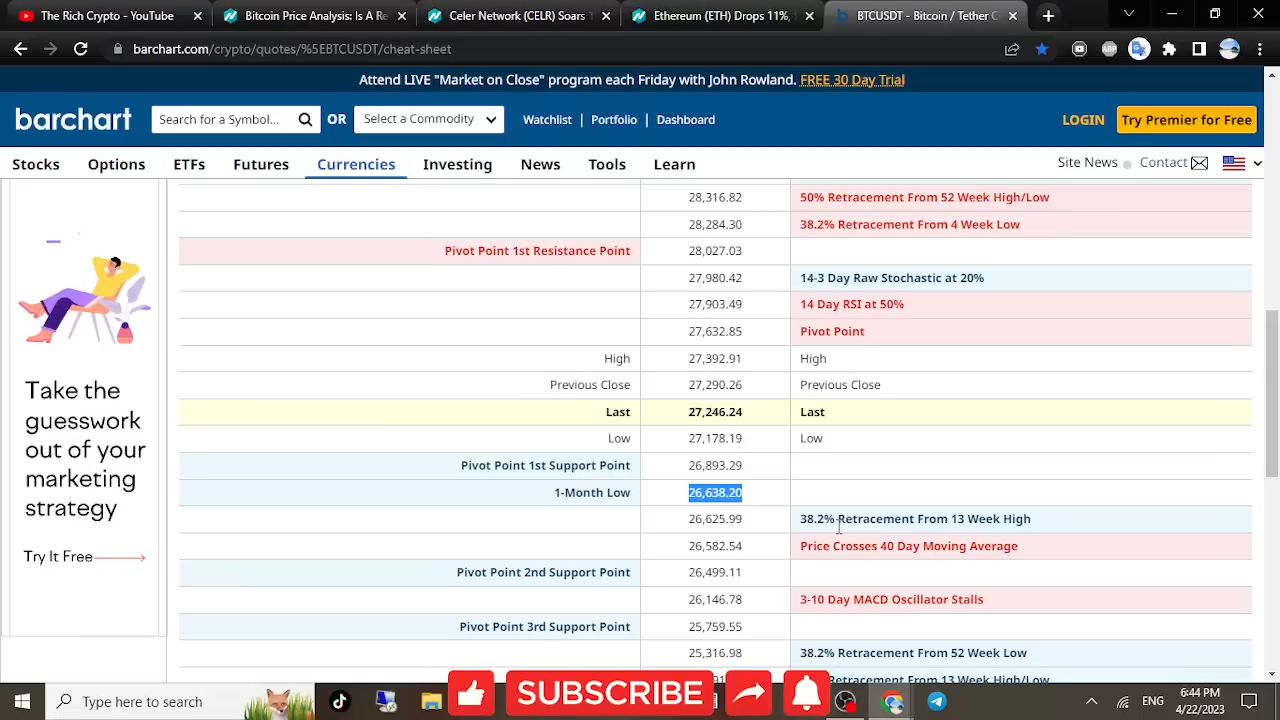 The Rich - YouTube
Bitcoin Price Analysis: Is A Re
Celer Network (CELR) Soars
Ethereum (ETH) Drops 11%
BTCUSDT - Bitcoin / Tether C
barchart.com/crypto/quotes/%5EBTCUSDT/cheat-sheet
Attend LIVE "Market on Close" program each Friday with John Rowland. FREE 30 Day Trial
barchart
Search for a Symbol...
OR
Select a Commodity
Watchlist | Portfolio | Dashboard
LOGIN
Try Premier for Free
Stocks Options ETFs Futures Currencies Investing News Tools Learn
Site News Contact
28,316.82 50% Retracement From 52 Week High/Low
28,284.30 38.2% Retracement From 4 Week Low
Pivot Point 1st Resistance Point 28,027.03
27,980.42 14-3 Day Raw Stochastic at 20%
27,903.49 14 Day RSI at 50%
27,632.85 Pivot Point
High 27,392.91 High
Previous Close 27,290.26 Previous Close
Last 27,246.24 Last
Low 27,178.19 Low
Pivot Point 1st Support Point 26,893.29
1-Month Low 26,638.20
26,625.99 38.2% Retracement From 13 Week High
26,582.54 Price Crosses 40 Day Moving Average
Pivot Point 2nd Support Point 26,499.11
26,146.78 3-10 Day MACD Oscillator Stalls
Pivot Point 3rd Support Point 25,759.55
25,316.98 38.2% Retracement From 52 Week Low
Retracement From 13 Week High/Low
Take the
guesswork
out of your
marketing
strategy
Try It Free
SUBSCRIBE
Type here to search
ENG
6:44 PM
4/22/2023